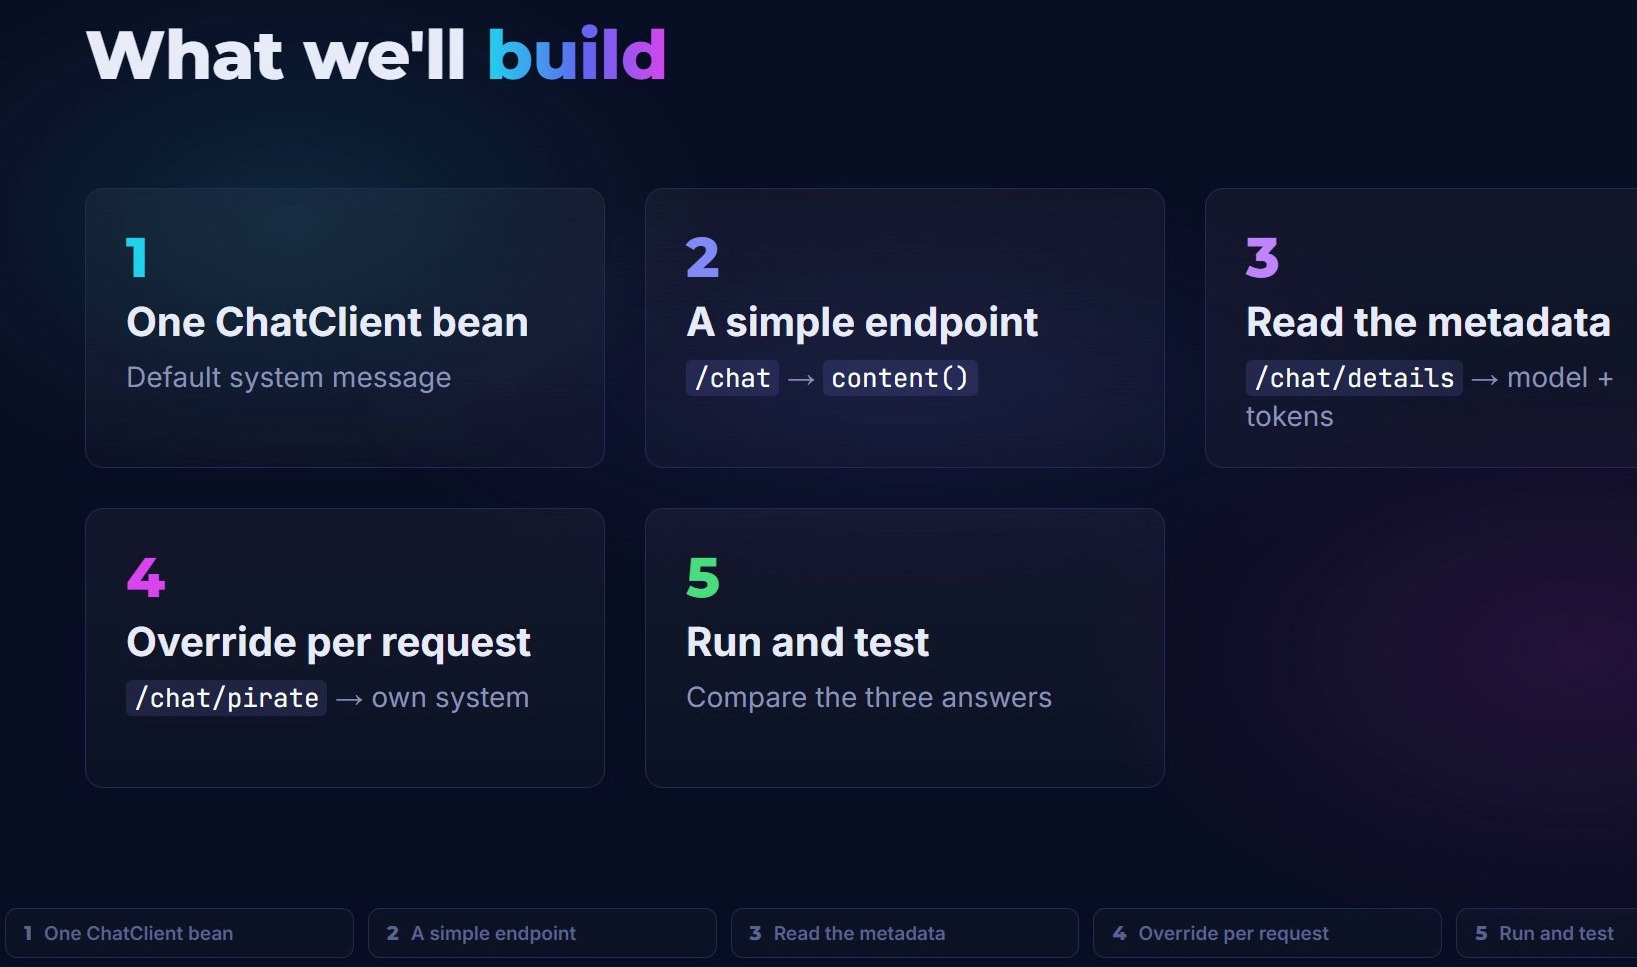 What we'll build
1
One ChatClient bean
Default system message
2
A simple endpoint
/chat → content()
3
Read the metadata
/chat/details → model +
tokens
4
Override per request
/chat/pirate → own system
5
Run and test
Compare the three answers
1 One ChatClient bean
2 A simple endpoint
3 Read the metadata
4 Override per request
5 Run and test